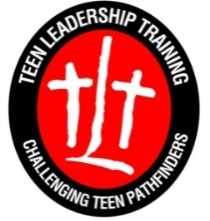 TEEN LEADERSHIP TRAINING
TLT
CHALLENGING TEEN PATHFINDERS